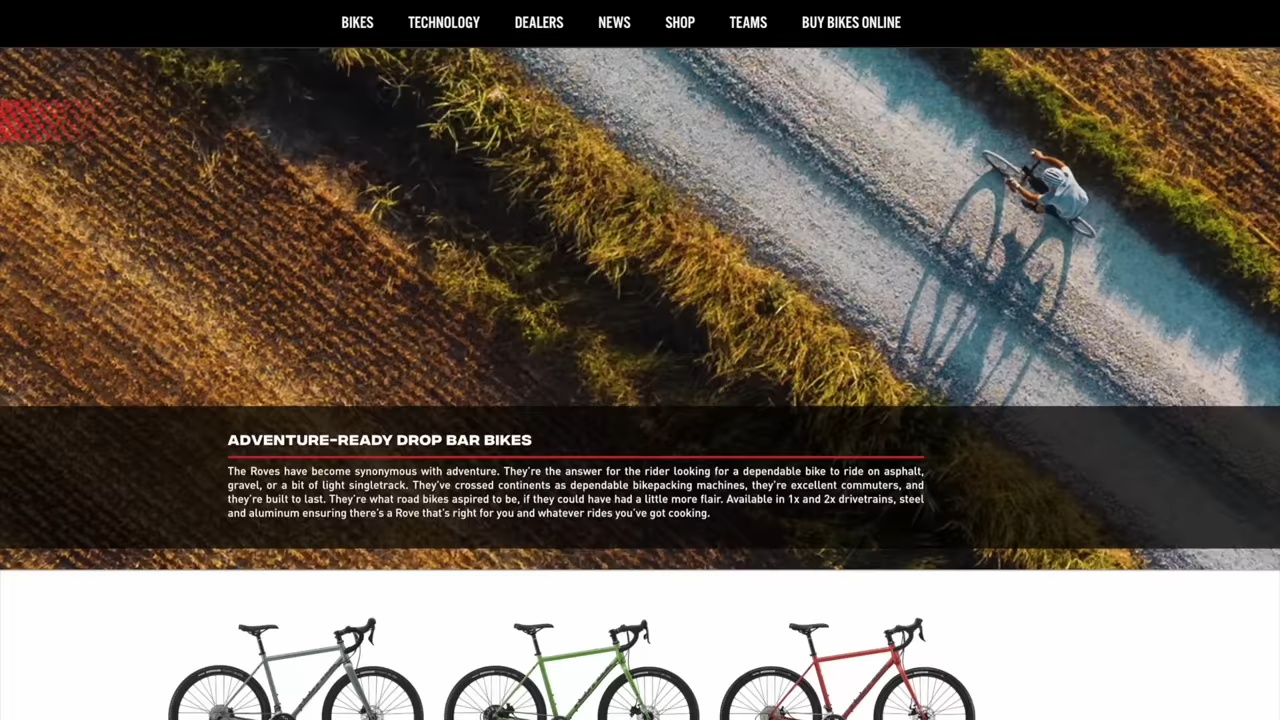 BIKES TECHNOLOGY DEALERS NEWS SHOP TEAMS BUY BIKES ONLINE
ADVENTURE-READY DROP BAR BIKES
The Roves have become synonymous with adventure. They're the answer for the rider looking for a dependable bike to ride on asphalt,
gravel, or a bit of light singletrack. They've crossed continents as dependable bikepacking machines, they're excellent commuters, and
they're built to last. They're what road bikes aspired to be, if they could have had a little more flair. Available in 1x and 2x drivetrains, steel
and aluminum ensuring there's a Rove that's right for you and whatever rides you've got cooking.